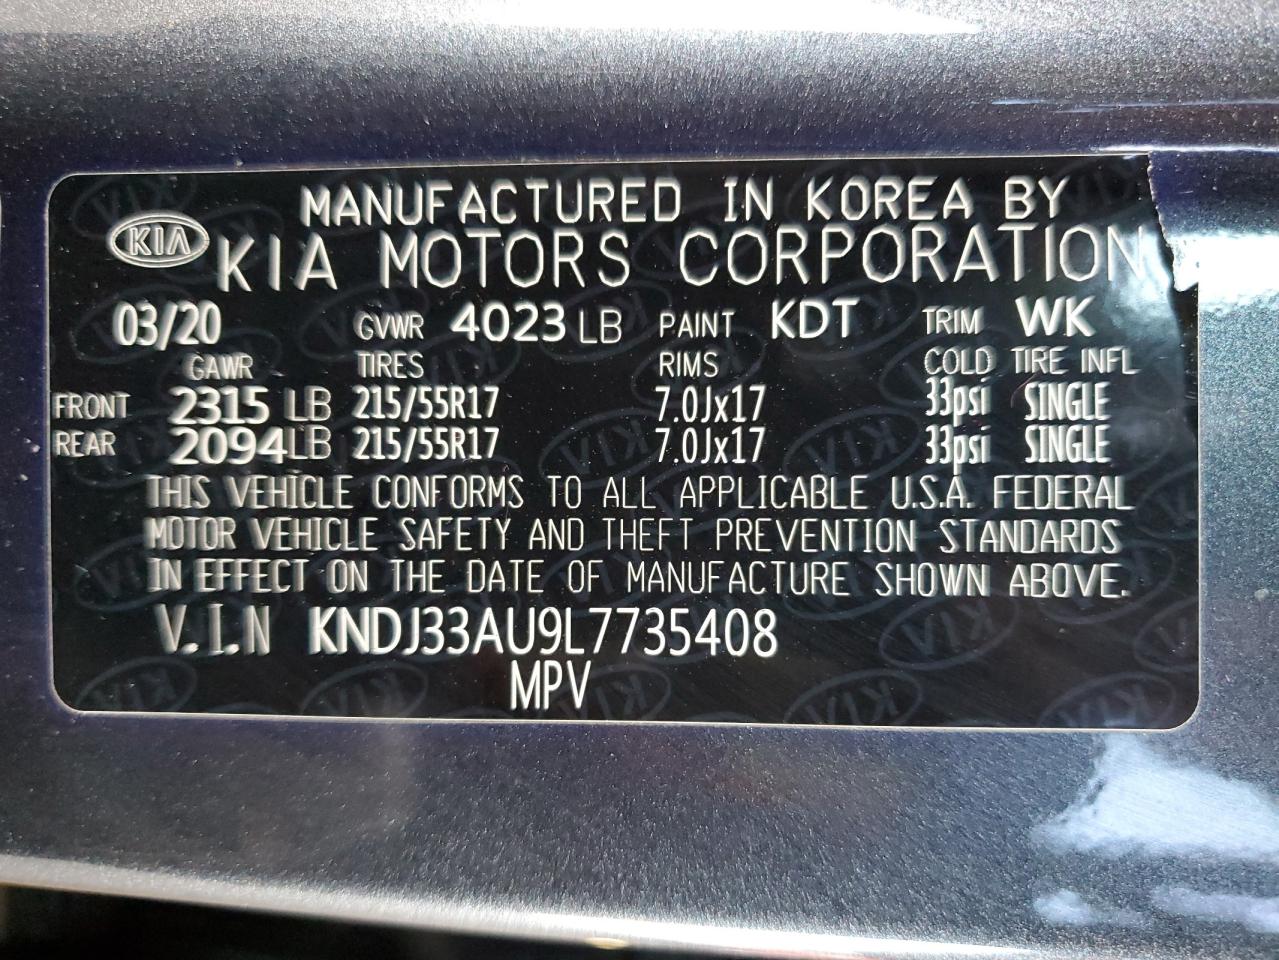 MANUFACTURED IN KOREA BY
KIA KIA MOTORS CORPORATION
03/20 GVWR 4023 LB PAINT KDT TRIM WK
GAWR TIRES RIMS COLD TIRE INFL
FRONT 2315 LB 215/55R17 7.0Jx17 33psi SINGLE
REAR 2094LB 215/55R17 7.0Jx17 33psi SINGLE
THIS VEHICLE CONFORMS TO ALL APPLICABLE U.S.A. FEDERAL
MOTOR VEHICLE SAFETY AND THEFT PREVENTION STANDARDS
IN EFFECT ON THE DATE OF MANUFACTURE SHOWN ABOVE.
V.I.N KNDJ33AU9L7735408
MPV